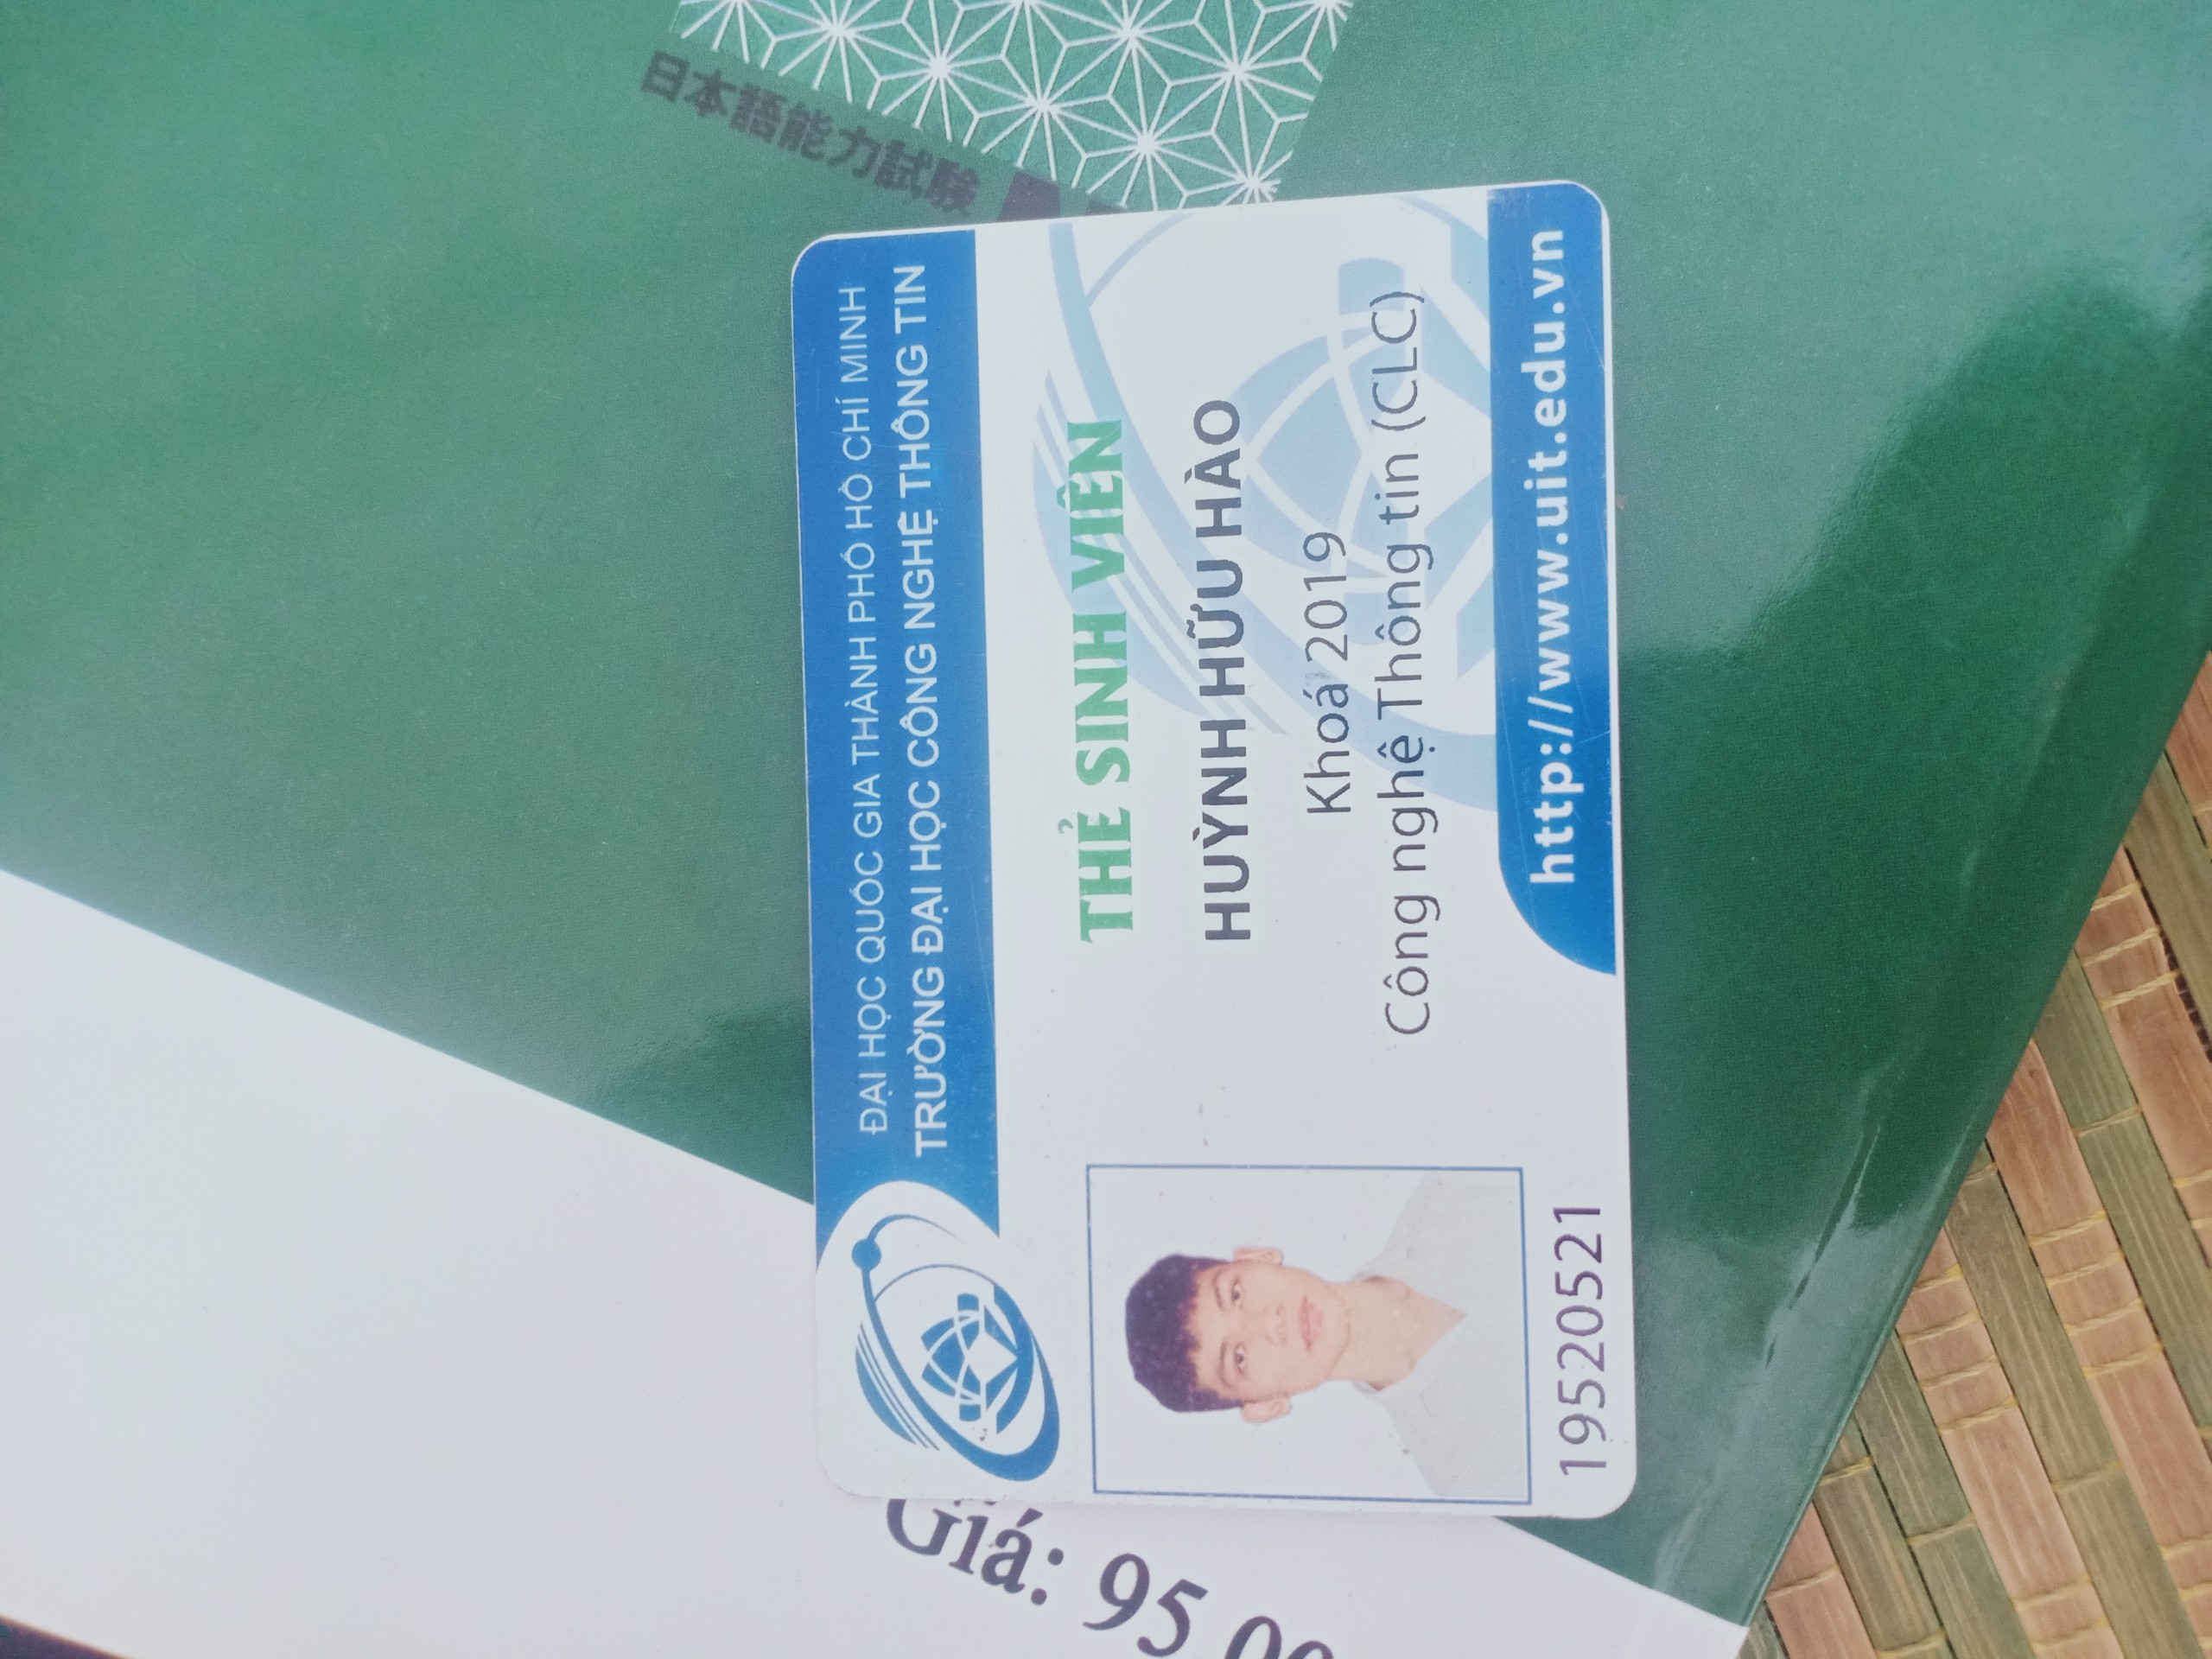 日本語能力試験
ĐẠI HỌC QUỐC GIA THÀNH PHỐ HỒ CHÍ MINH
TRƯỜNG ĐẠI HỌC CÔNG NGHỆ THÔNG TIN
THẺ SINH VIÊN
HUỲNH HỮU HÀO
Khoá 2019
Công nghệ Thông tin (CLC)
19520521
http://www.uit.edu.vn
Giá: 95